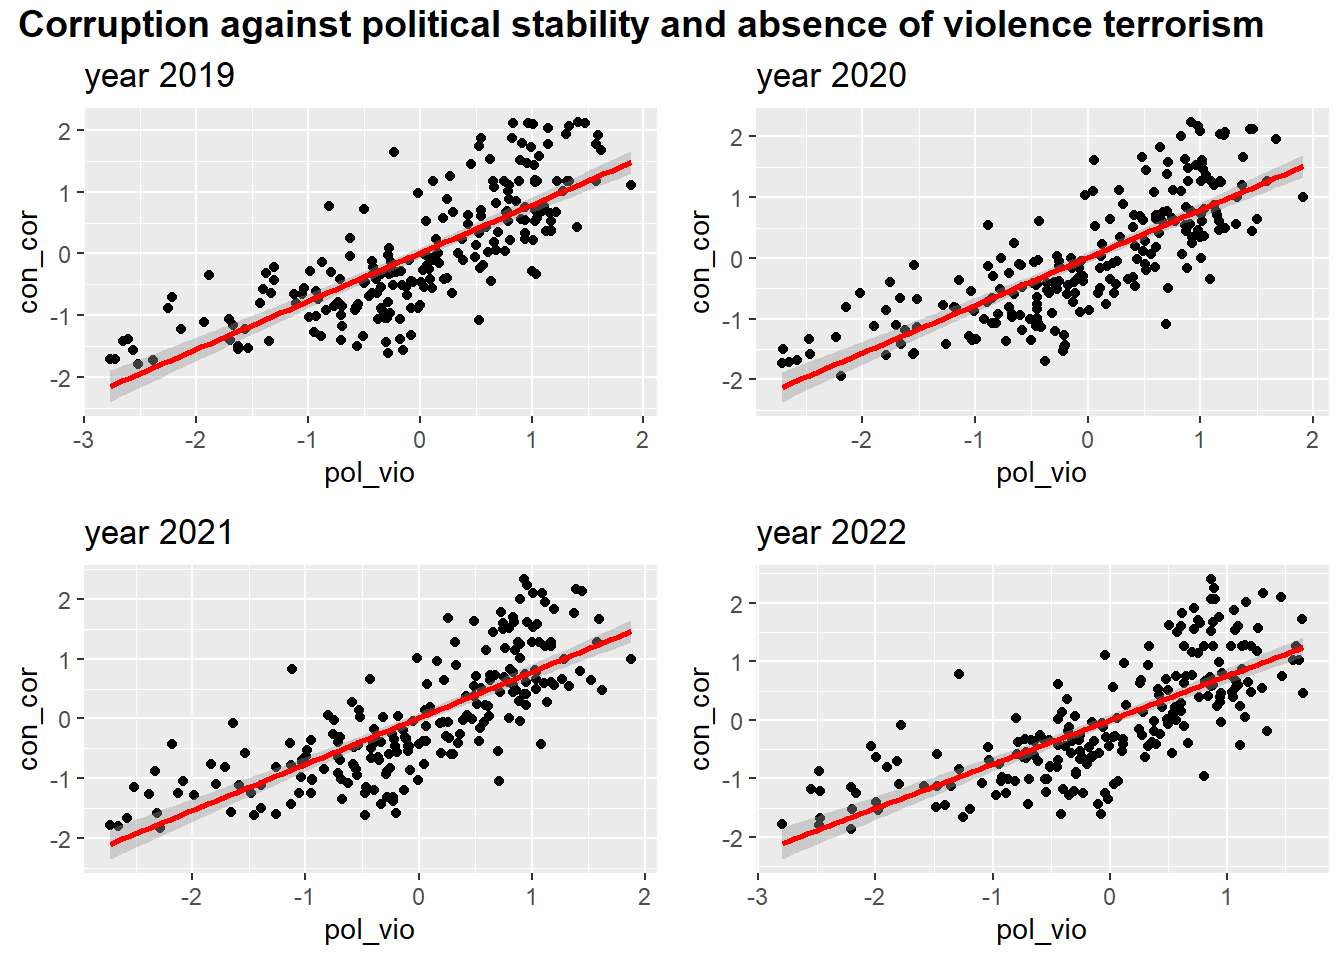 Corruption against political stability and absence of violence terrorism
year 2019
con_cor
2
1
0
-1
-2
-3 -2 -1 0 1 2
pol_vio
year 2020
con_cor
2
1
0
-1
-2
-2 -1 0 1 2
pol_vio
year 2021
con_cor
2
1
0
-1
-2
-2 -1 0 1 2
pol_vio
year 2022
con_cor
2
1
0
-1
-2
-3 -2 -1 0 1
pol_vio